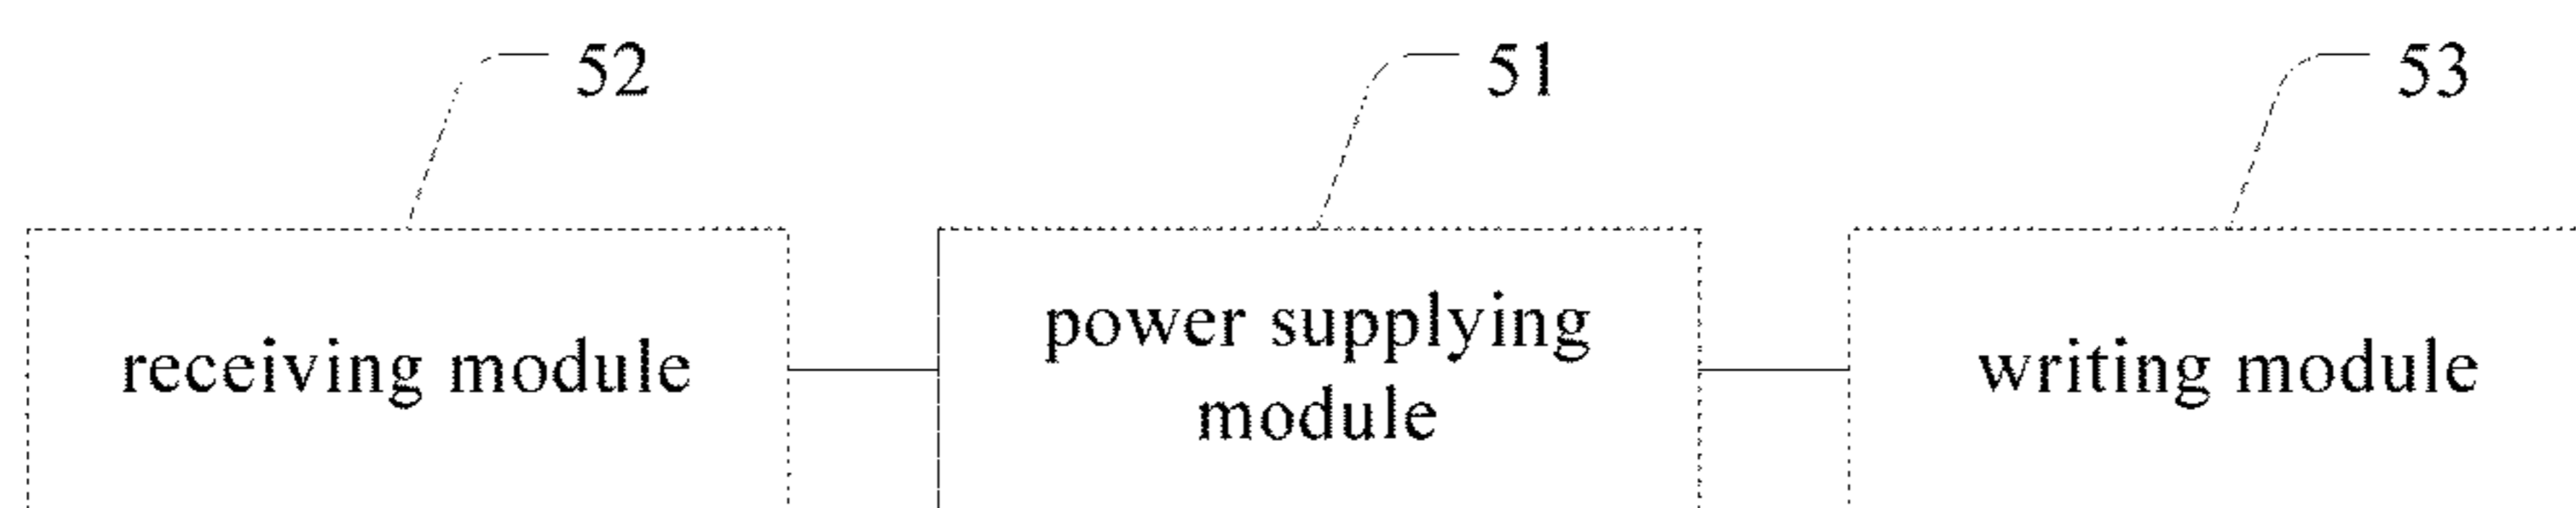 52
51
53
receiving module
power supplying
module
writing module